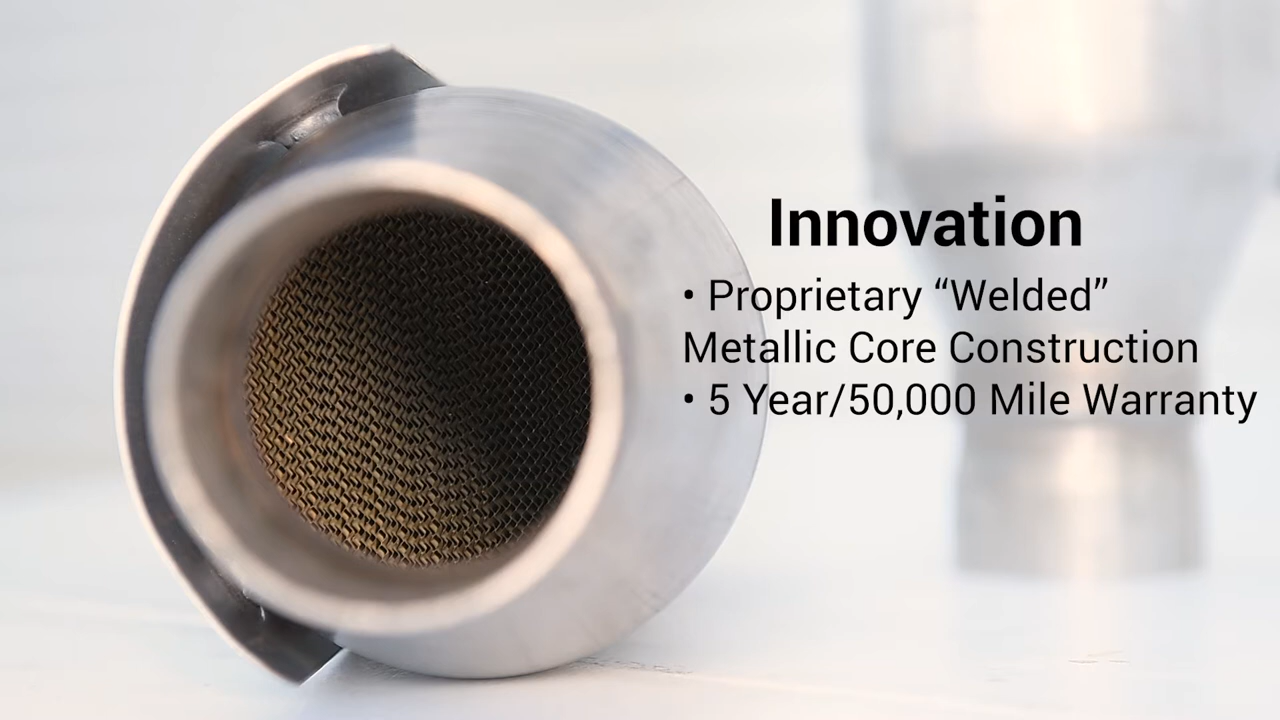 Innovation
• Proprietary “Welded”
Metallic Core Construction
• 5 Year/50,000 Mile Warranty